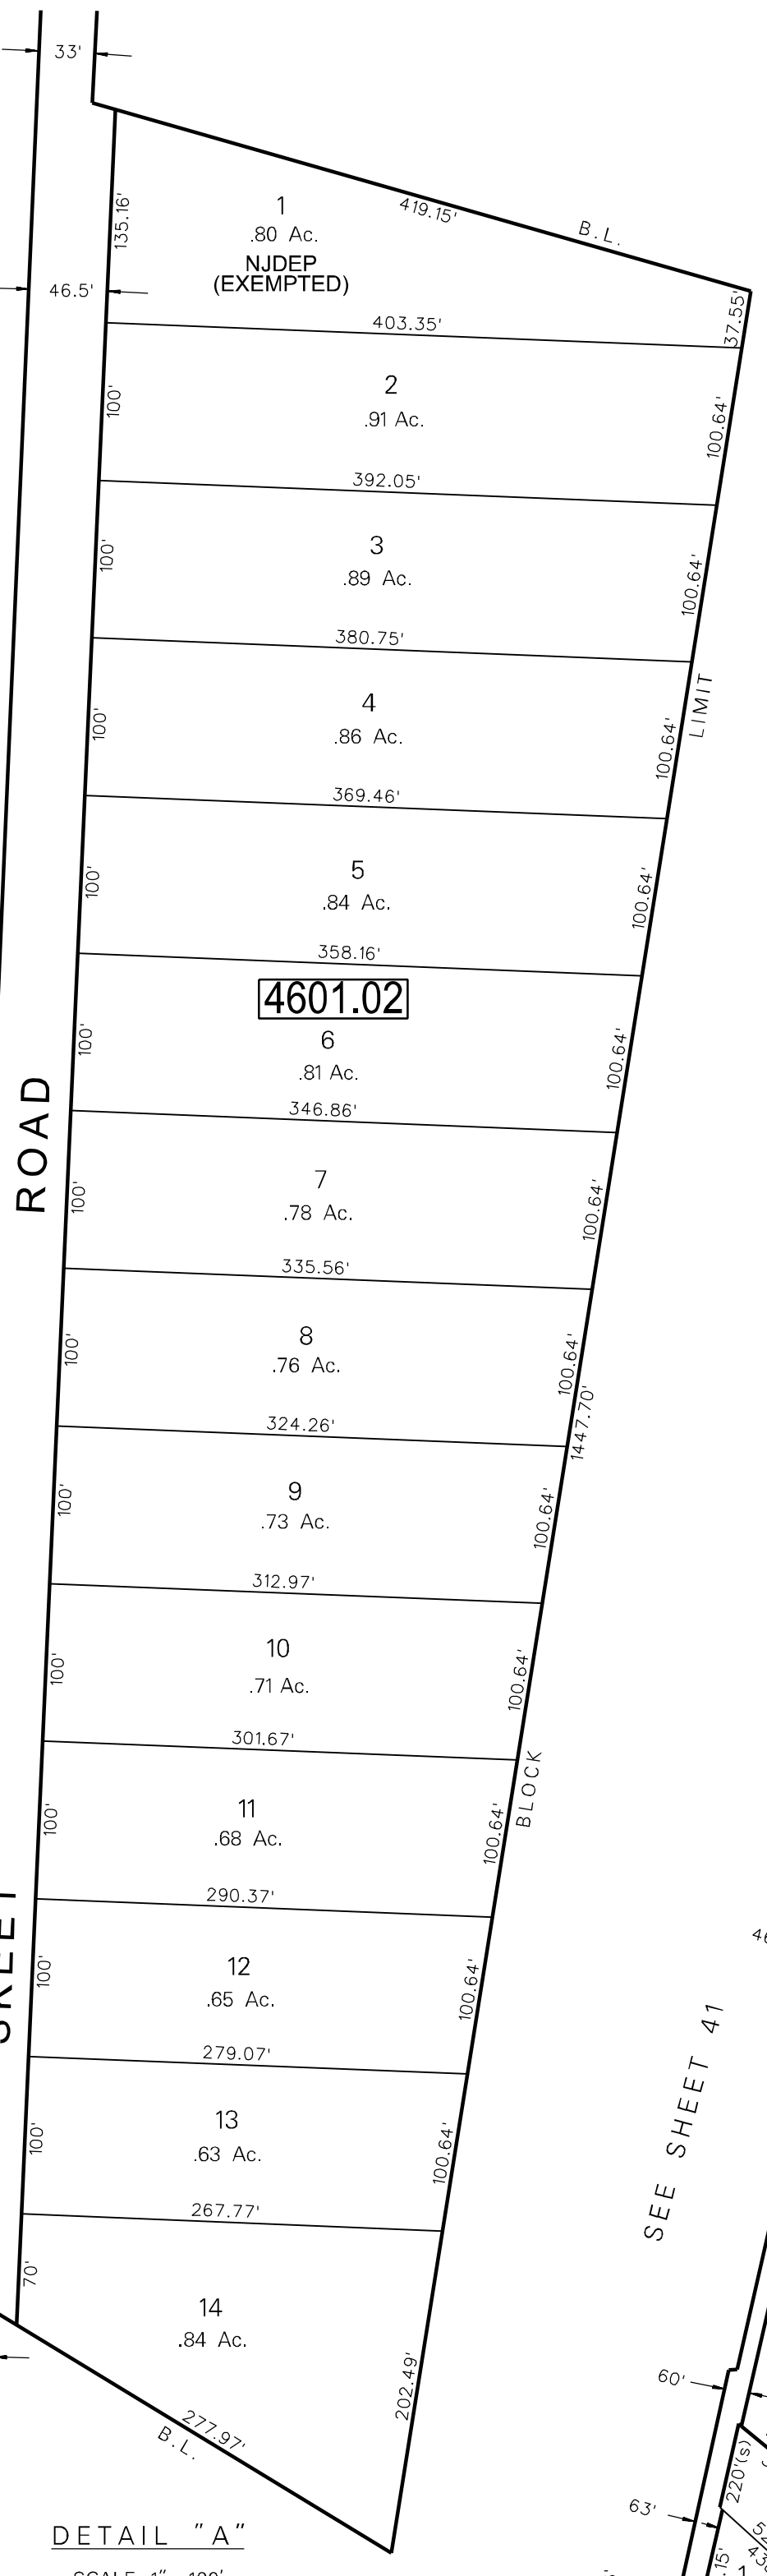 33'
1
.80 Ac.
NJDEP
(EXEMPTED)
135.16'
419.15'
B.L.
46.5'
37.55'
403.35'
2
.91 Ac.
100'
100.64'
392.05'
3
.89 Ac.
100'
100.64'
380.75'
4
.86 Ac.
100'
100.64'
LIMIT
369.46'
5
.84 Ac.
100'
100.64'
358.16'
4601.02
6
.81 Ac.
100'
100.64'
346.86'
ROAD
7
.78 Ac.
100'
100.64'
335.56'
8
.76 Ac.
100'
100.64'
1447.70'
324.26'
9
.73 Ac.
100'
100.64'
312.97'
10
.71 Ac.
100'
100.64'
301.67'
11
.68 Ac.
100'
100.64'
BLOCK
290.37'
12
.65 Ac.
100'
100.64'
279.07'
13
.63 Ac.
100'
100.64'
267.77'
14
.84 Ac.
70'
202.49'
277.97'
B.L.
SEE SHEET 41
60'
220'(s)
63'
DETAIL "A"